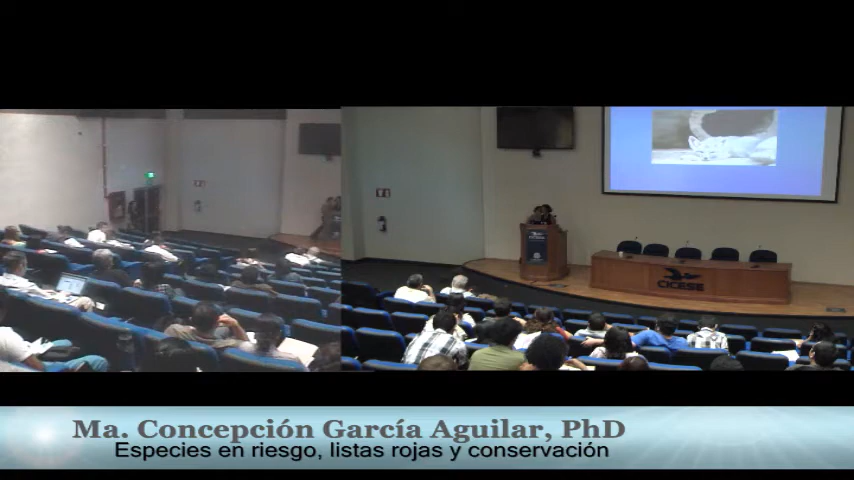 CICESE
Ma. Concepción García Aguilar, PhD
Especies en riesgo, listas rojas y conservación